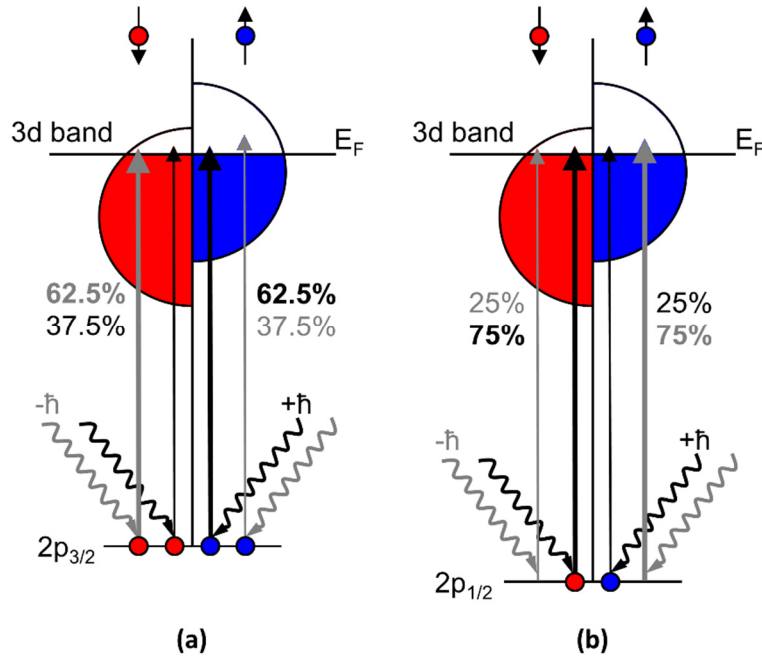 3d band
E_F
62.5%
37.5%
62.5%
37.5%
-ħ
+ħ
2p_3/2
(a)
3d band
E_F
25%
75%
25%
75%
-ħ
+ħ
2p_1/2
(b)